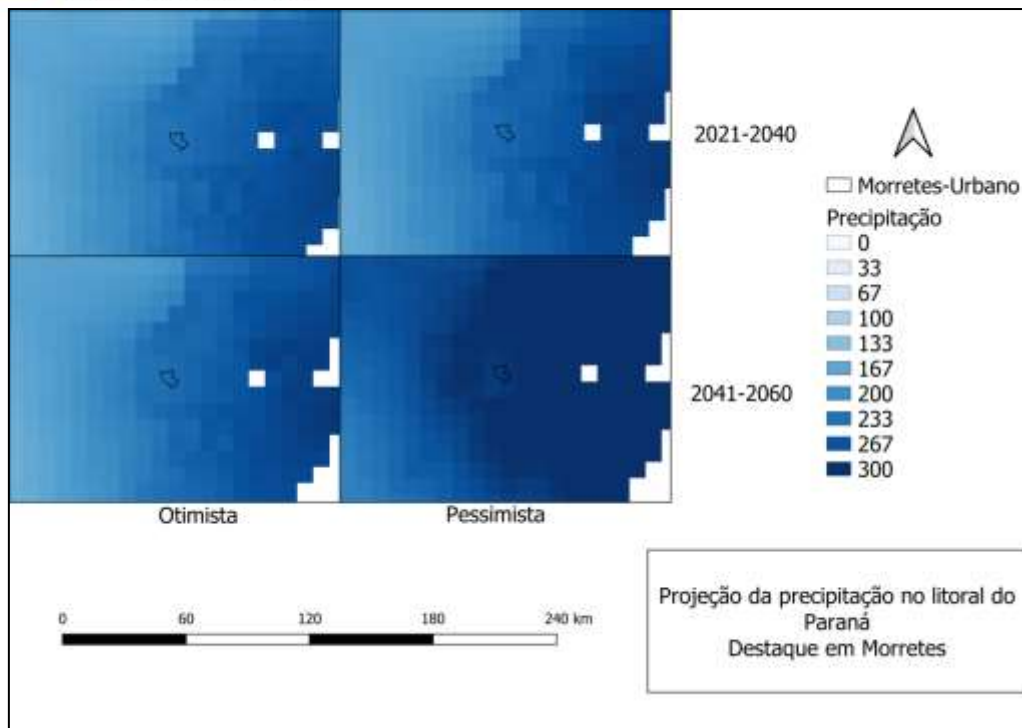 2021-2040
Morretes-Urbano
Precipitação
0
33
67
100
133
167
200
233
267
300
2041-2060
Otimista
Pessimista
0 60 120 180 240 km
Projeção da precipitação no litoral do
Paraná
Destaque em Morretes